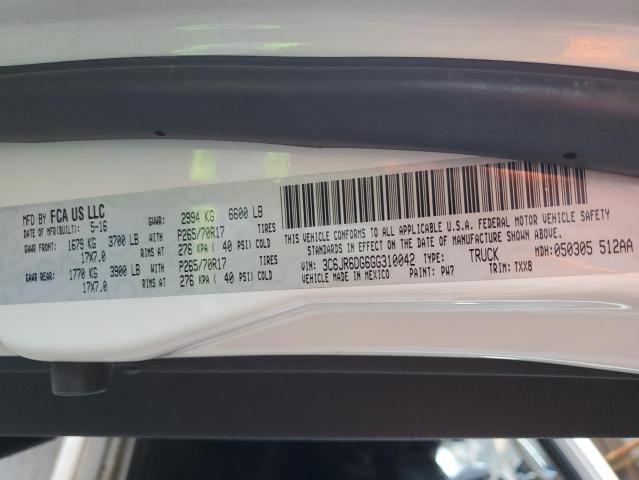 MFD BY FCA US LLC
DATE OF MFR(BUILT): 5-16 GVWR: 2994 KG 6600 LB
GAWR FRONT: 1679 KG 3700 LB WITH P265/70R17 TIRES
17X7.0 RIMS AT 276 KPA ( 40 PSI) COLD
GAWR REAR: 1770 KG 3900 LB WITH P265/70R17 TIRES
17X7.0 RIMS AT 276 KPA ( 40 PSI) COLD
THIS VEHICLE CONFORMS TO ALL APPLICABLE U.S.A. FEDERAL MOTOR VEHICLE SAFETY
STANDARDS IN EFFECT ON THE DATE OF MANUFACTURE SHOWN ABOVE.
VIN: 3C6JR6DG6GG310042 TYPE: TRUCK MDH:050305 512AA
VEHICLE MADE IN MEXICO PAINT: PW7 TRIM: TXX8